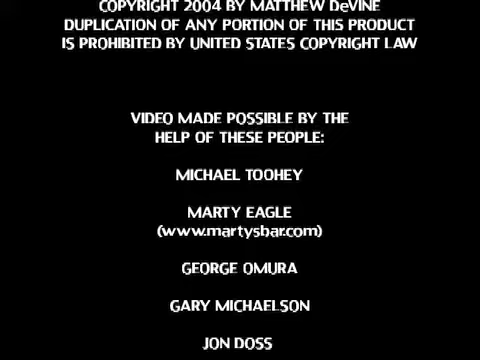 COPYRIGHT 2004 BY MATTHEW DeVINE
DUPLICATION OF ANY PORTION OF THIS PRODUCT
IS PROHIBITED BY UNITED STATES COPYRIGHT LAW
VIDEO MADE POSSIBLE BY THE
HELP OF THESE PEOPLE:
MICHAEL TOOHEY
MARTY EAGLE
(www.martysbar.com)
GEORGE OMURA
GARY MICHAELSON
JON DOSS